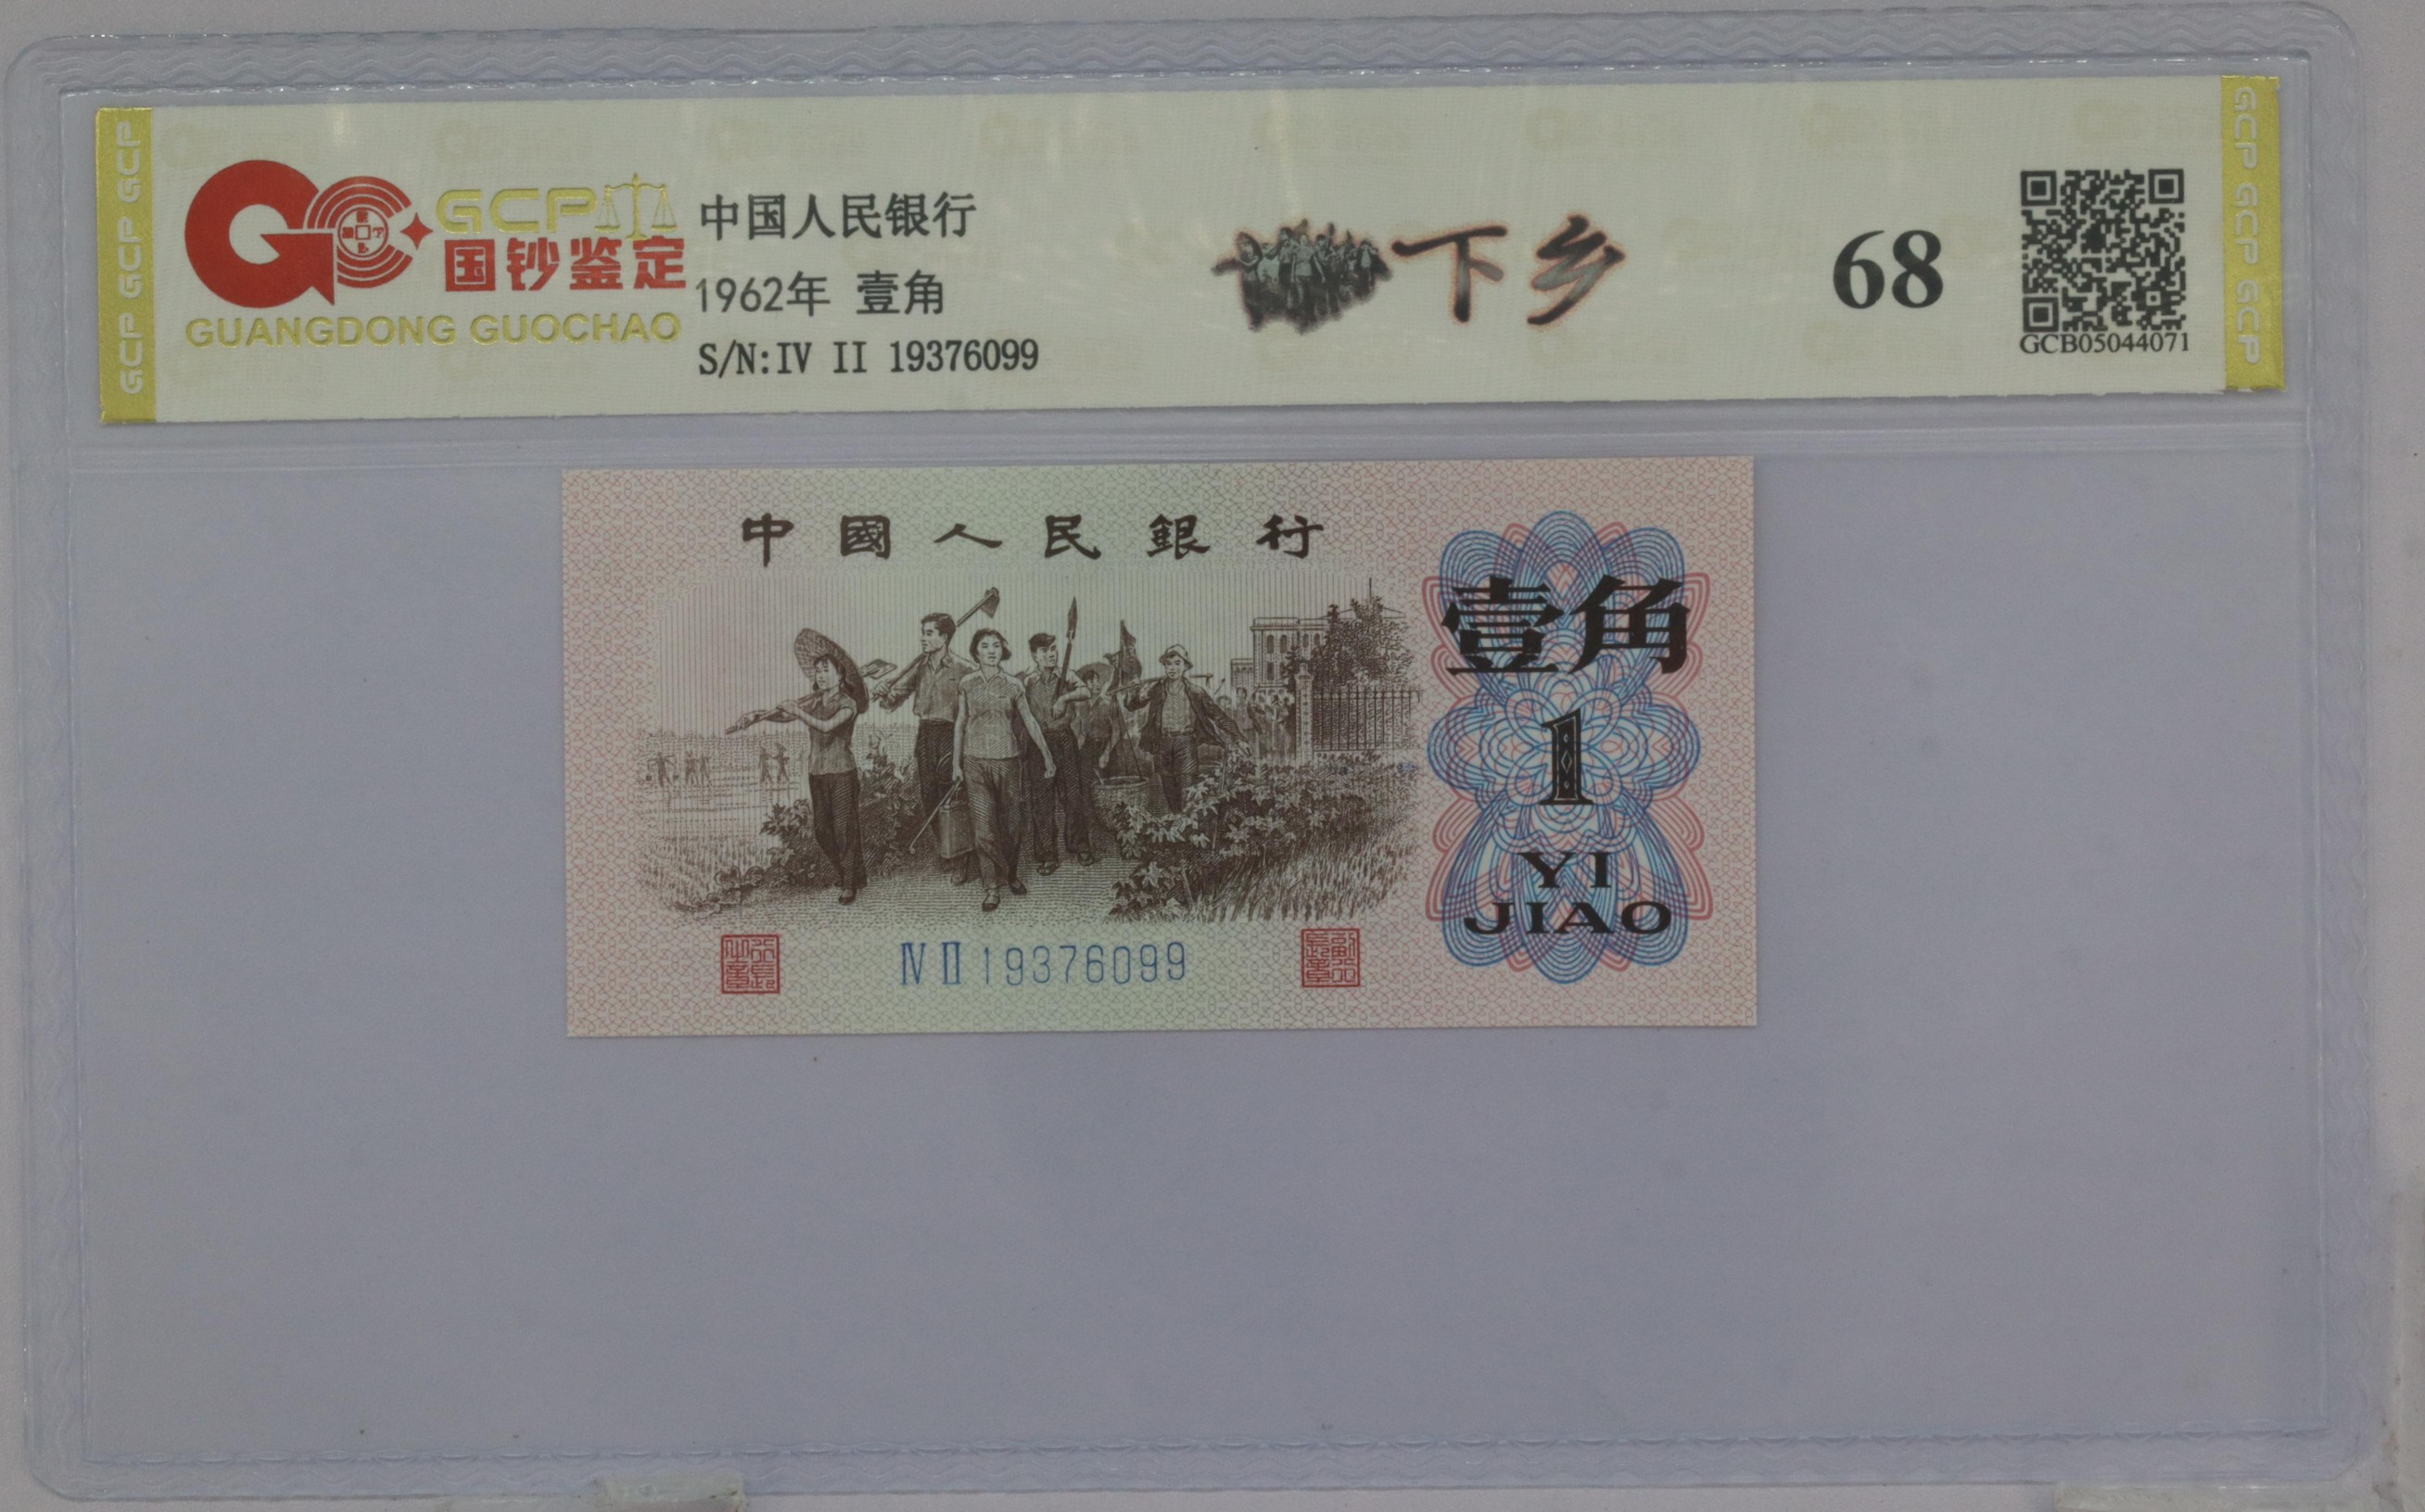 GCP GCP GCP
GCP
国钞鉴定
GUANGDONG GUOCHAO
中国人民银行
1962年 壹角
S/N:IV II 19376099
下乡
68
GCB05044071
GCP GCP GCP
中國人民銀行
壹角
1
YI
JIAO
Ⅳ Ⅱ 19376099